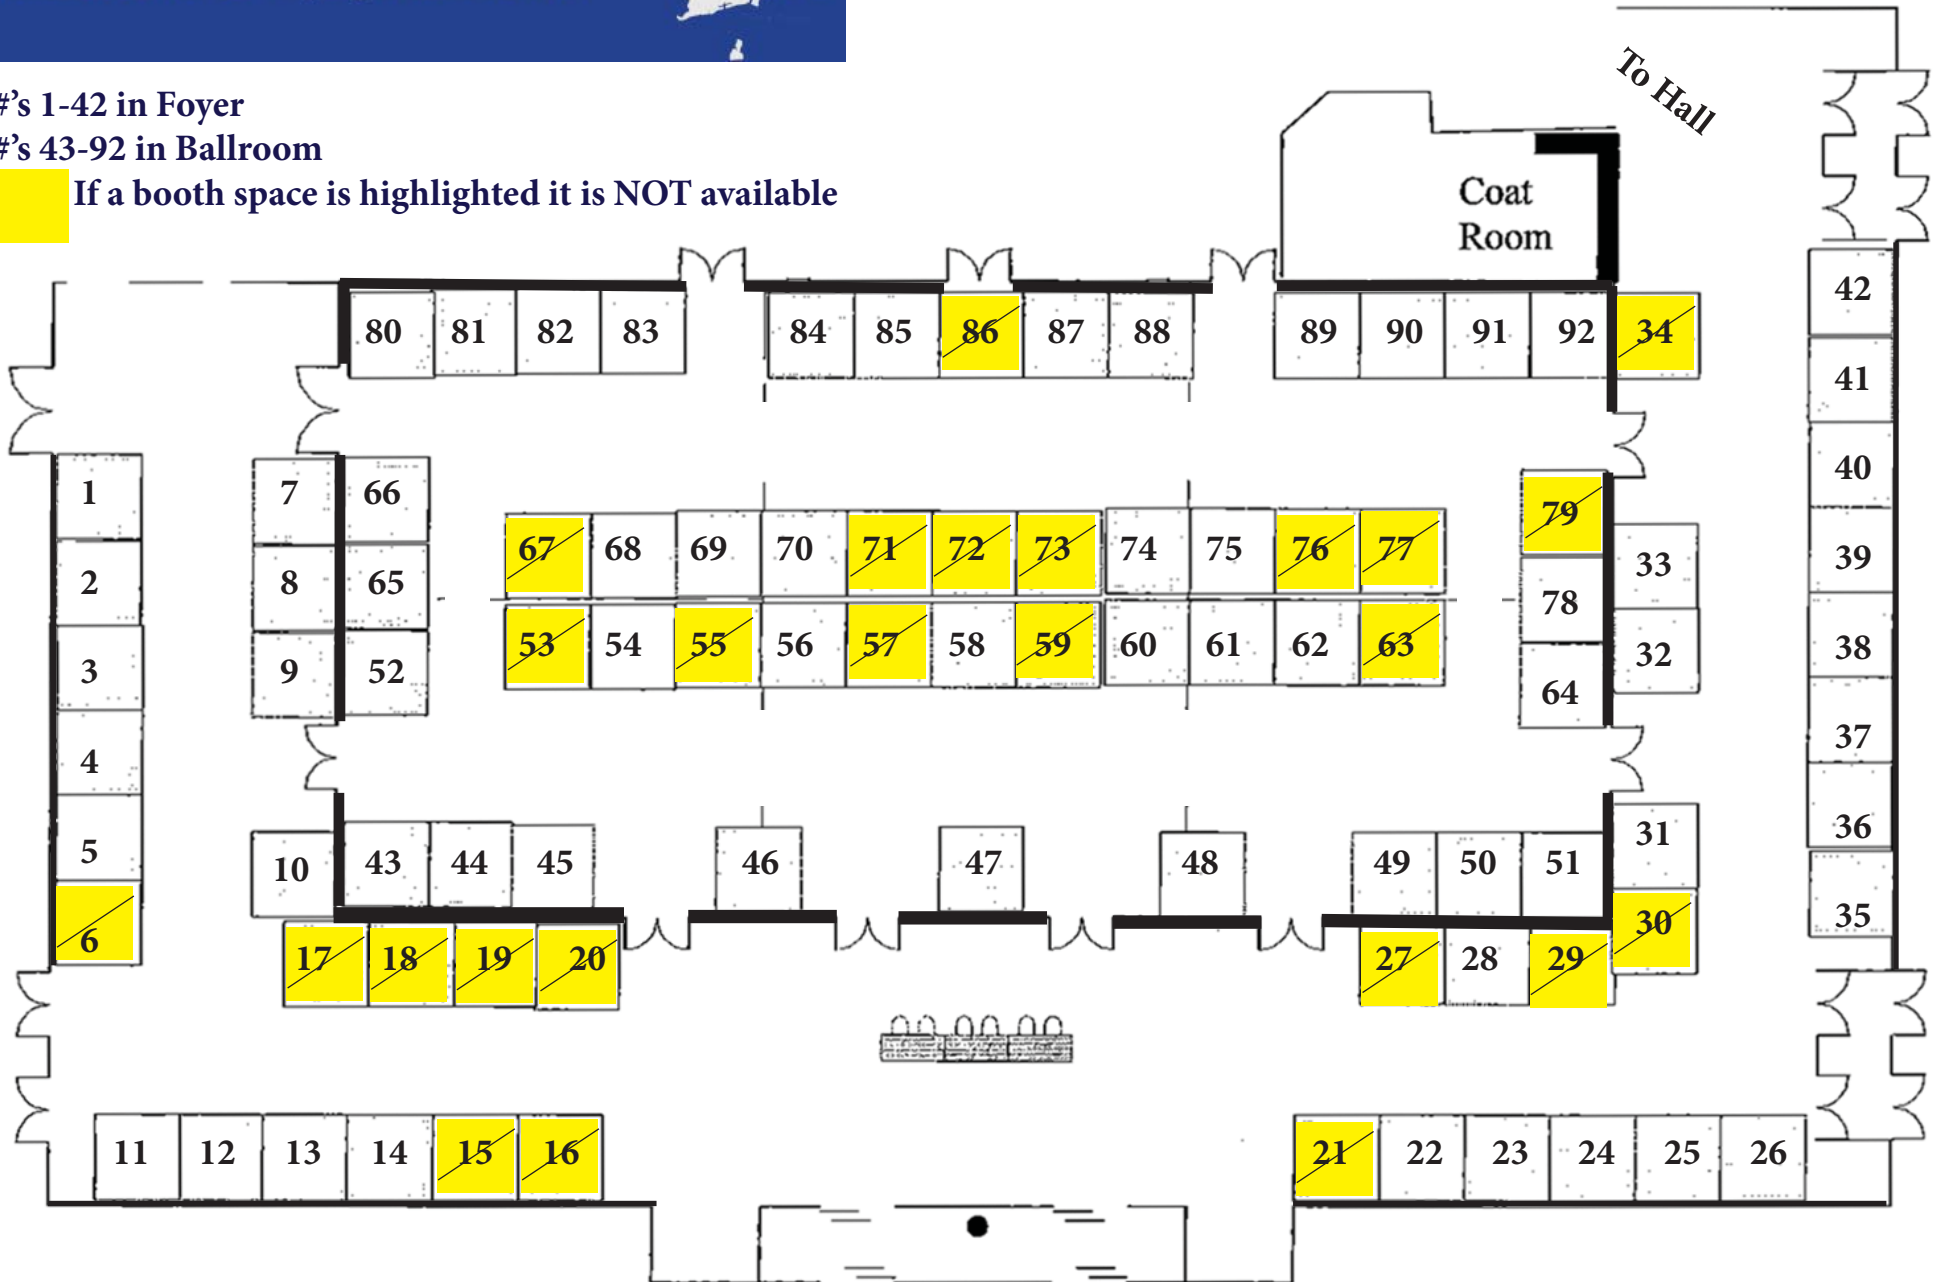 #'s 1-42 in Foyer
#'s 43-92 in Ballroom
If a booth space is highlighted it is NOT available
To Hall
Coat
Room
80 81 82 83 84 85 86 87 88 89 90 91 92 34
42
41
40
39
38
37
36
35
1
2
3
4
5
6
7
8
9
10
66
65
52
67 68 69 70 71 72 73 74 75 76 77
53 54 55 56 57 58 59 60 61 62 63
79
78
64
33
32
31
30
43 44 45 46 47 48 49 50 51
17 18 19 20 27 28 29
11 12 13 14 15 16 21 22 23 24 25 26